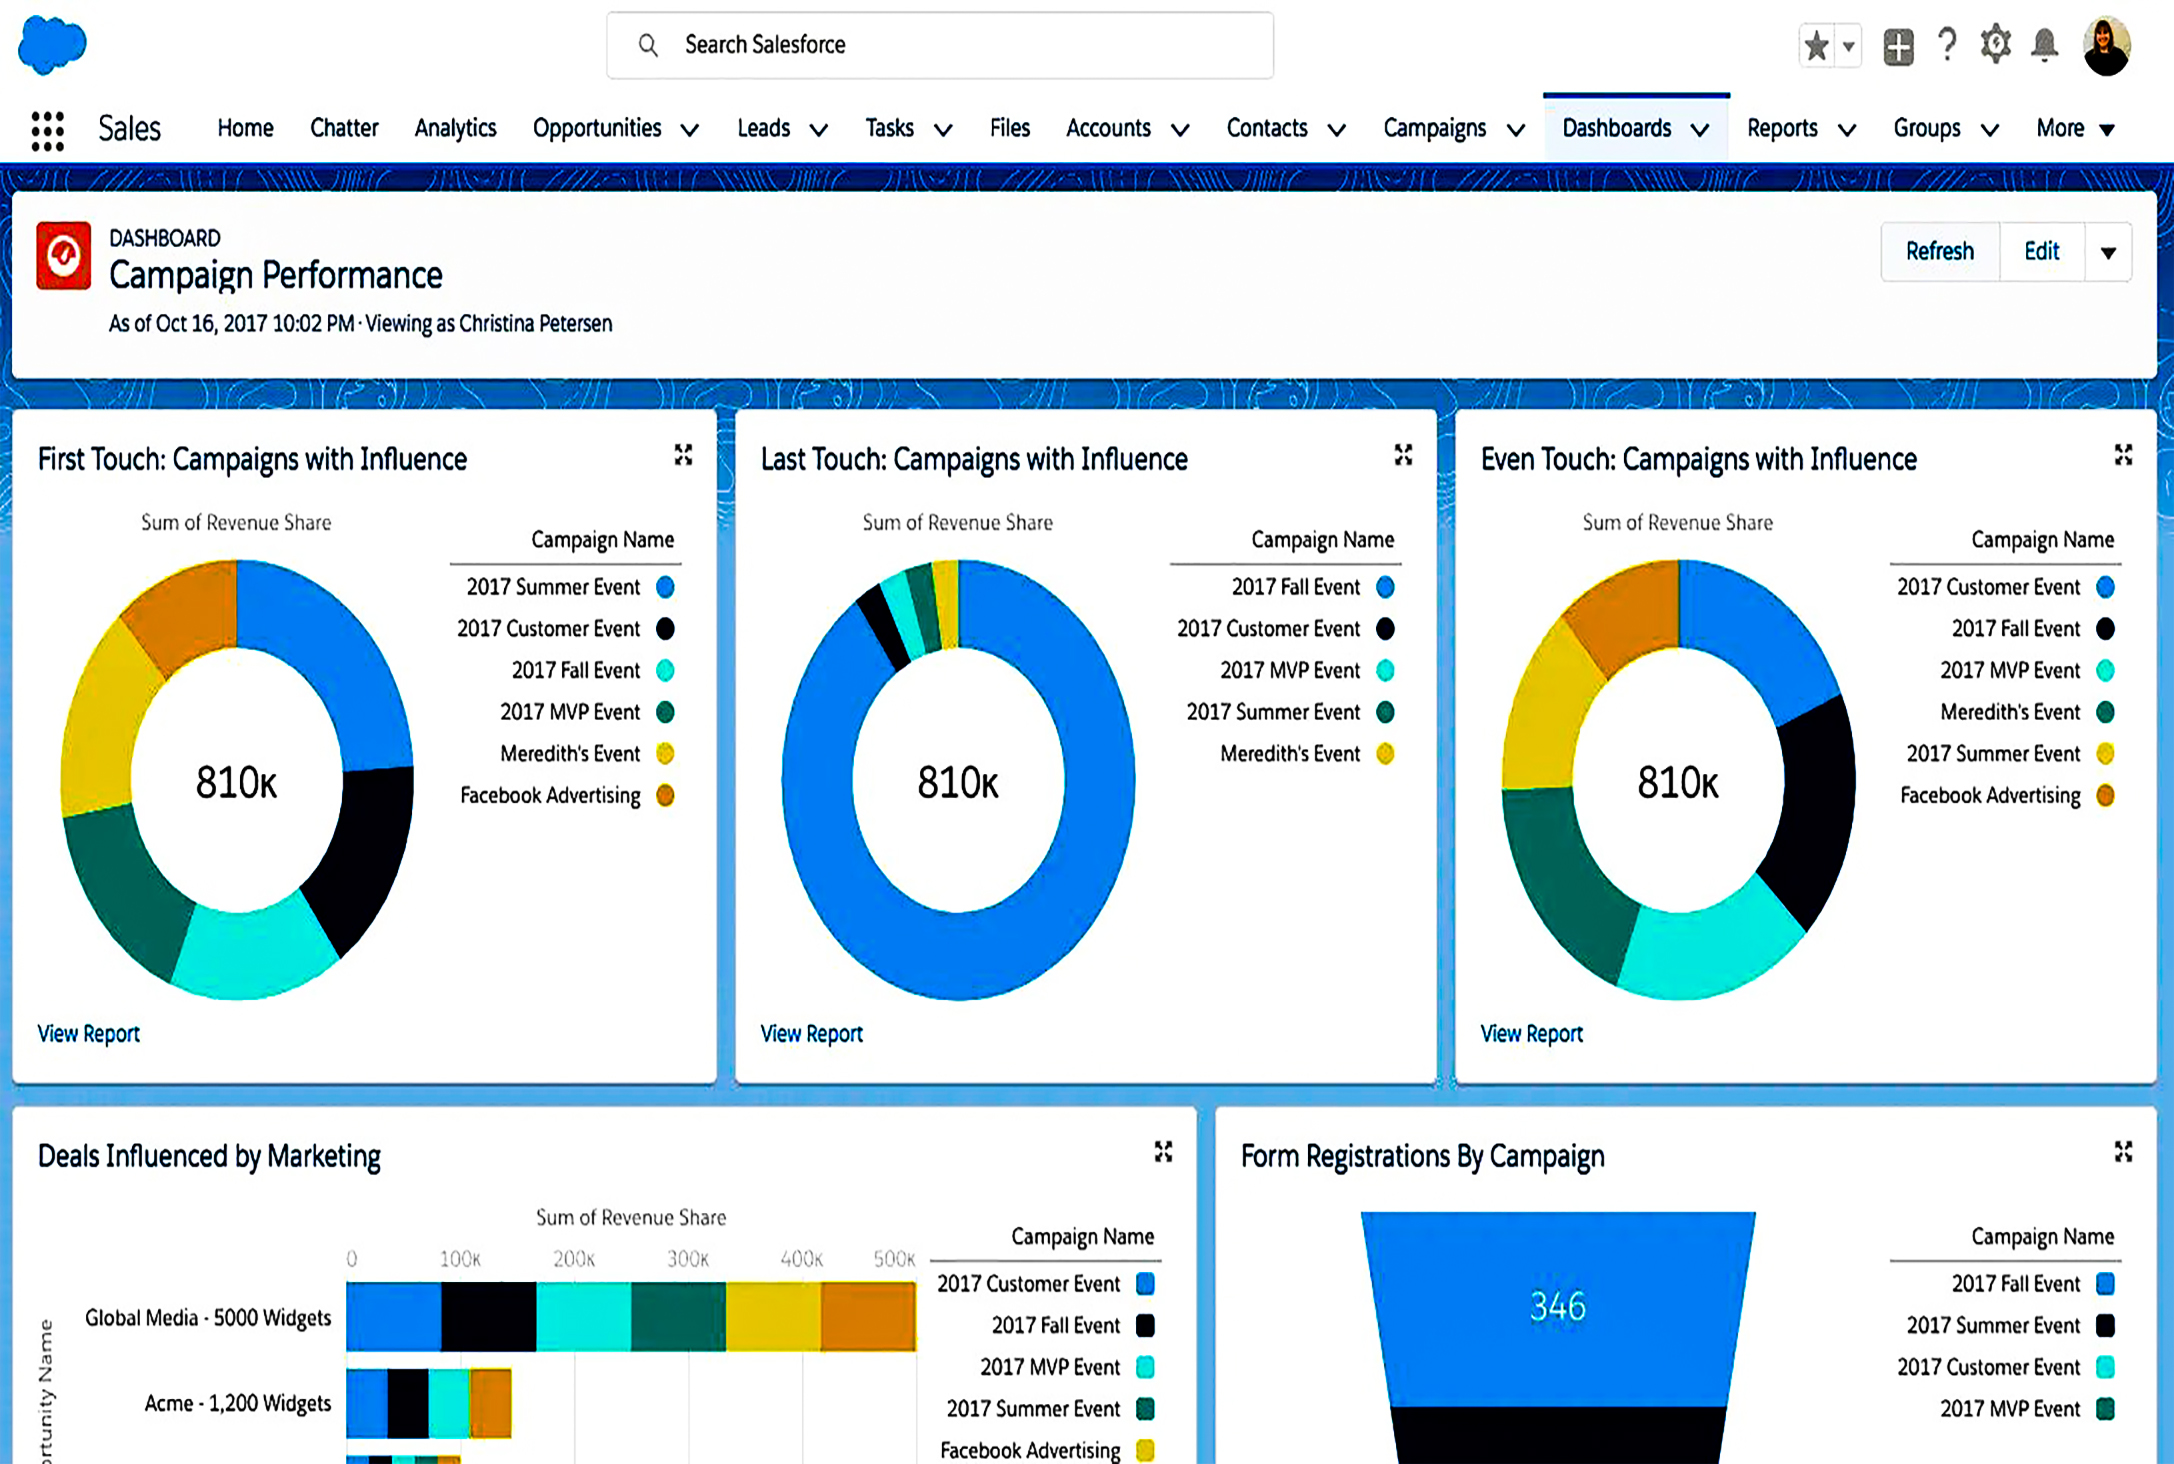 Search Salesforce
Sales
Home
Chatter
Analytics
Opportunities
Leads
Tasks
Files
Accounts
Contacts
Campaigns
Dashboards
Reports
Groups
More
DASHBOARD
Campaign Performance
As of Oct 16, 2017 10:02 PM · Viewing as Christina Petersen
Refresh
Edit
First Touch: Campaigns with Influence
Sum of Revenue Share
Campaign Name
2017 Summer Event
2017 Customer Event
2017 Fall Event
2017 MVP Event
Meredith's Event
Facebook Advertising
810K
View Report
Last Touch: Campaigns with Influence
Sum of Revenue Share
Campaign Name
2017 Fall Event
2017 Customer Event
2017 MVP Event
2017 Summer Event
Meredith's Event
810K
View Report
Even Touch: Campaigns with Influence
Sum of Revenue Share
Campaign Name
2017 Customer Event
2017 Fall Event
2017 MVP Event
Meredith's Event
2017 Summer Event
Facebook Advertising
810K
View Report
Deals Influenced by Marketing
Sum of Revenue Share
0 100K 200K 300K 400K 500K
Global Media - 5000 Widgets
Acme - 1,200 Widgets
Name
Campaign Name
2017 Customer Event
2017 Fall Event
2017 MVP Event
2017 Summer Event
Facebook Advertising
Form Registrations By Campaign
346
Campaign Name
2017 Fall Event
2017 Summer Event
2017 Customer Event
2017 MVP Event